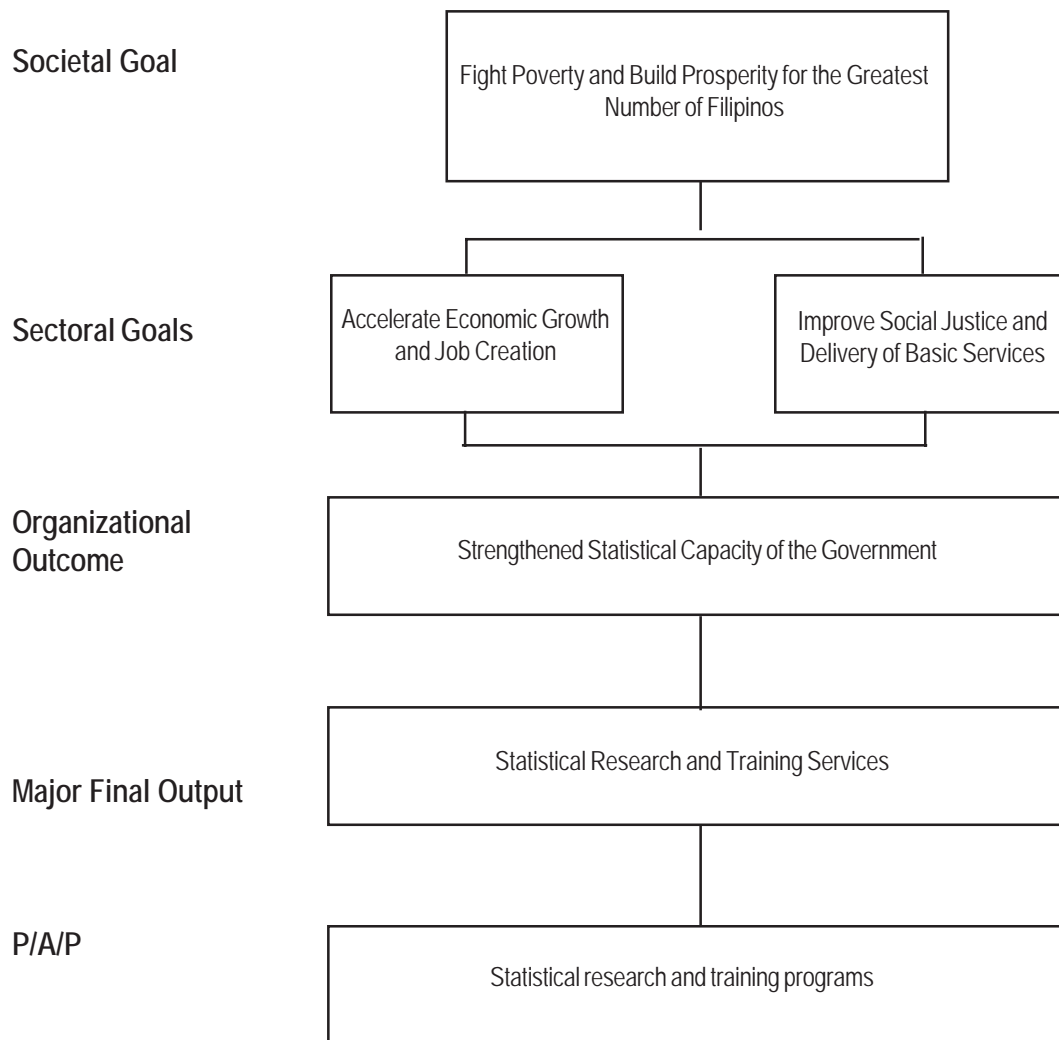 Societal Goal
Fight Poverty and Build Prosperity for the Greatest
Number of Filipinos
Sectoral Goals
Accelerate Economic Growth
and Job Creation
Improve Social Justice and
Delivery of Basic Services
Organizational
Outcome
Strengthened Statistical Capacity of the Government
Major Final Output
Statistical Research and Training Services
P/A/P
Statistical research and training programs